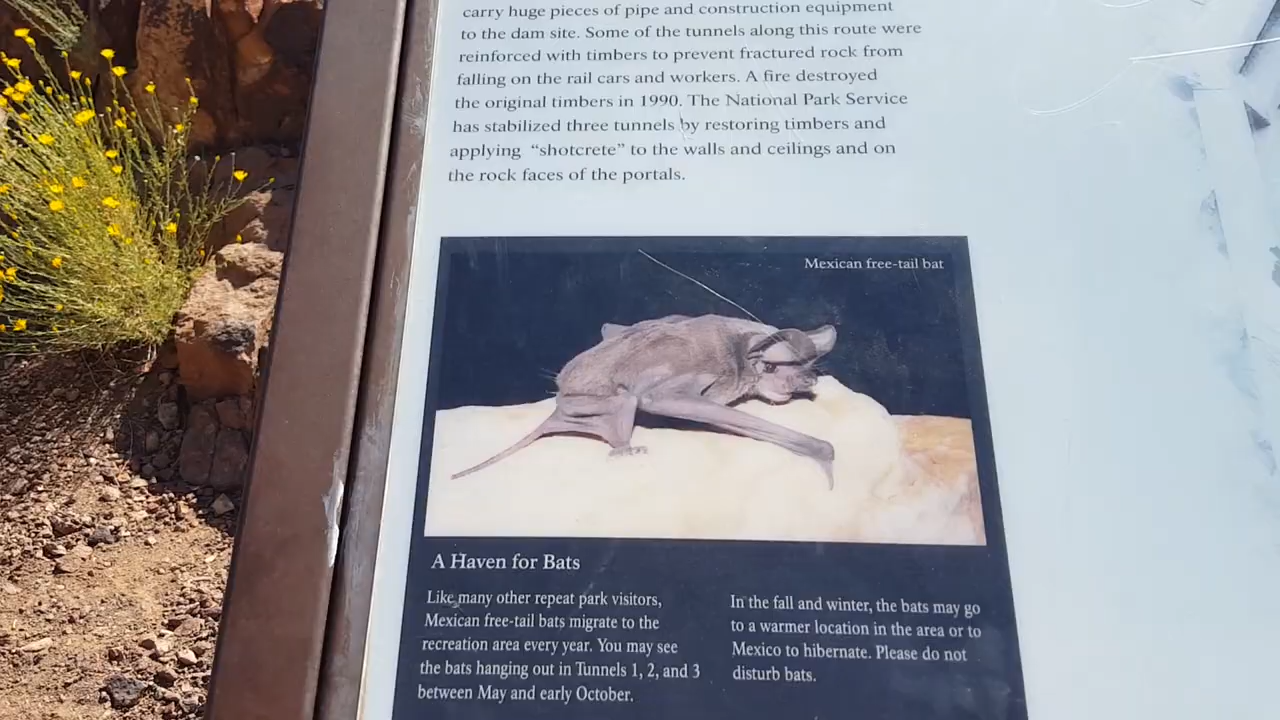 carry huge pieces of pipe and construction equipment
to the dam site. Some of the tunnels along this route were
reinforced with timbers to prevent fractured rock from
falling on the rail cars and workers. A fire destroyed
the original timbers in 1990. The National Park Service
has stabilized three tunnels by restoring timbers and
applying “shotcrete” to the walls and ceilings and on
the rock faces of the portals.
Mexican free-tail bat
A Haven for Bats
Like many other repeat park visitors,
Mexican free-tail bats migrate to the
recreation area every year. You may see
the bats hanging out in Tunnels 1, 2, and 3
between May and early October.
In the fall and winter, the bats may go
to a warmer location in the area or to
Mexico to hibernate. Please do not
disturb bats.